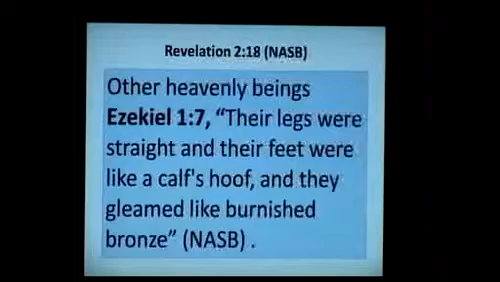 Revelation 2:18 (NASB)
Other heavenly beings
Ezekiel 1:7, “Their legs were
straight and their feet were
like a calf's hoof, and they
gleamed like burnished
bronze” (NASB) .